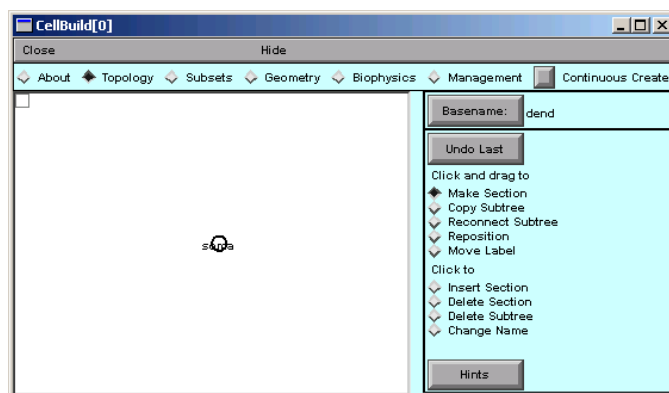 CellBuild[0]
Close Hide
About Topology Subsets Geometry Biophysics Management Continuous Create
Basename: dend
Undo Last
Click and drag to
Make Section
Copy Subtree
Reconnect Subtree
Reposition
Move Label
soma
Click to
Insert Section
Delete Section
Delete Subtree
Change Name
Hints